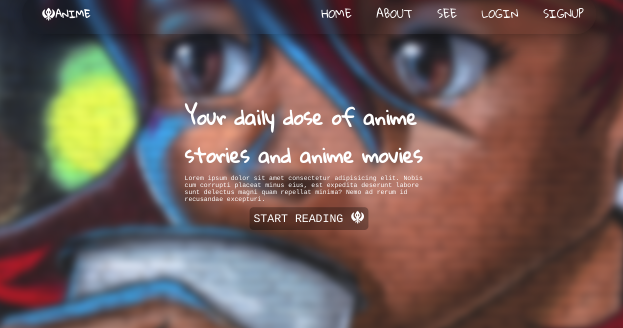 ANIME HOME ABOUT SEE LOGIN SIGNUP
Your daily dose of anime
stories and anime movies
Lorem ipsum dolor sit amet consectetur adipisicing elit. Nobis
cum corrupti placeat minus eius, est expedita deserunt labore
sunt delectus magni quam repellat minima? Nemo ad rerum id
recusandae excepturi.
START READING